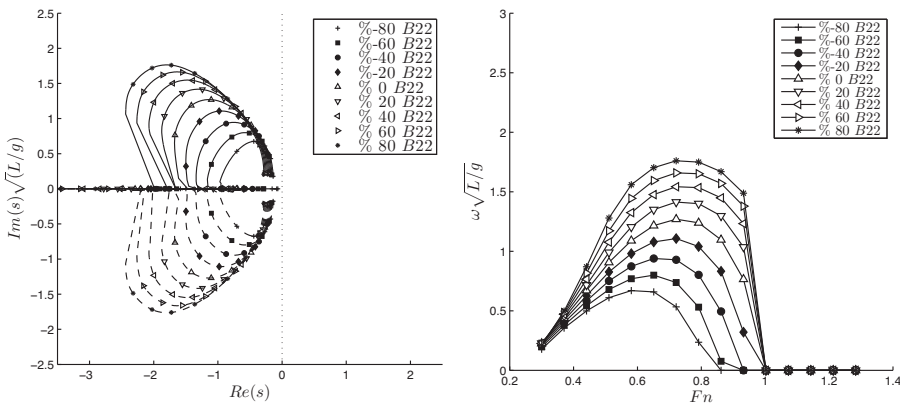 2.5
2
1.5
1
0.5
0
0.5
-1
-1.5
-2
-2.5
-3
-2
-1
0
1
2
Im(s)√(L/g)
Re(s)
%-80 B22
%-60 B22
%-40 B22
%-20 B22
% 0 B22
% 20 B22
% 40 B22
% 60 B22
% 80 B22
3
2.5
2
1.5
1
0.5
0
0.2
0.4
0.6
0.8
1
1.2
1.4
ω√L/g
Fn
%-80 B22
%-60 B22
%-40 B22
%-20 B22
% 0 B22
% 20 B22
% 40 B22
% 60 B22
% 80 B22